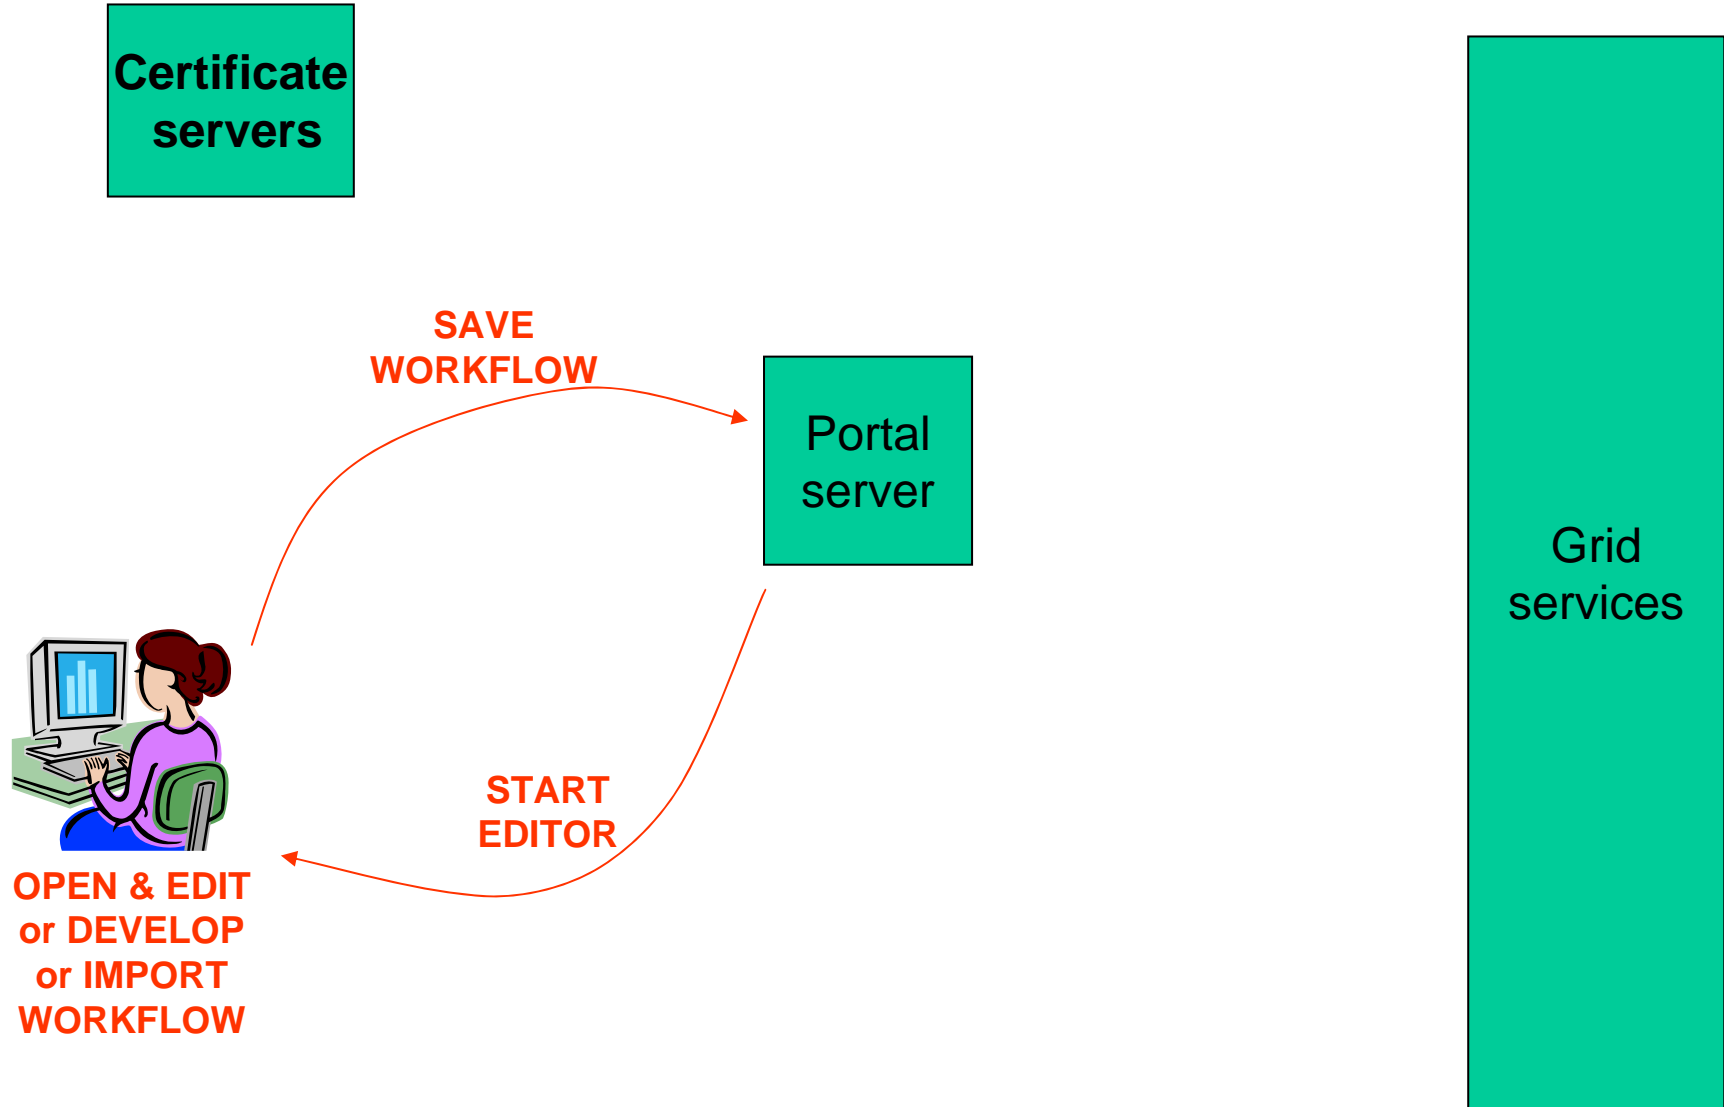 Certificate
servers
SAVE
WORKFLOW
Portal
server
Grid
services
START
EDITOR
OPEN & EDIT
or DEVELOP
or IMPORT
WORKFLOW